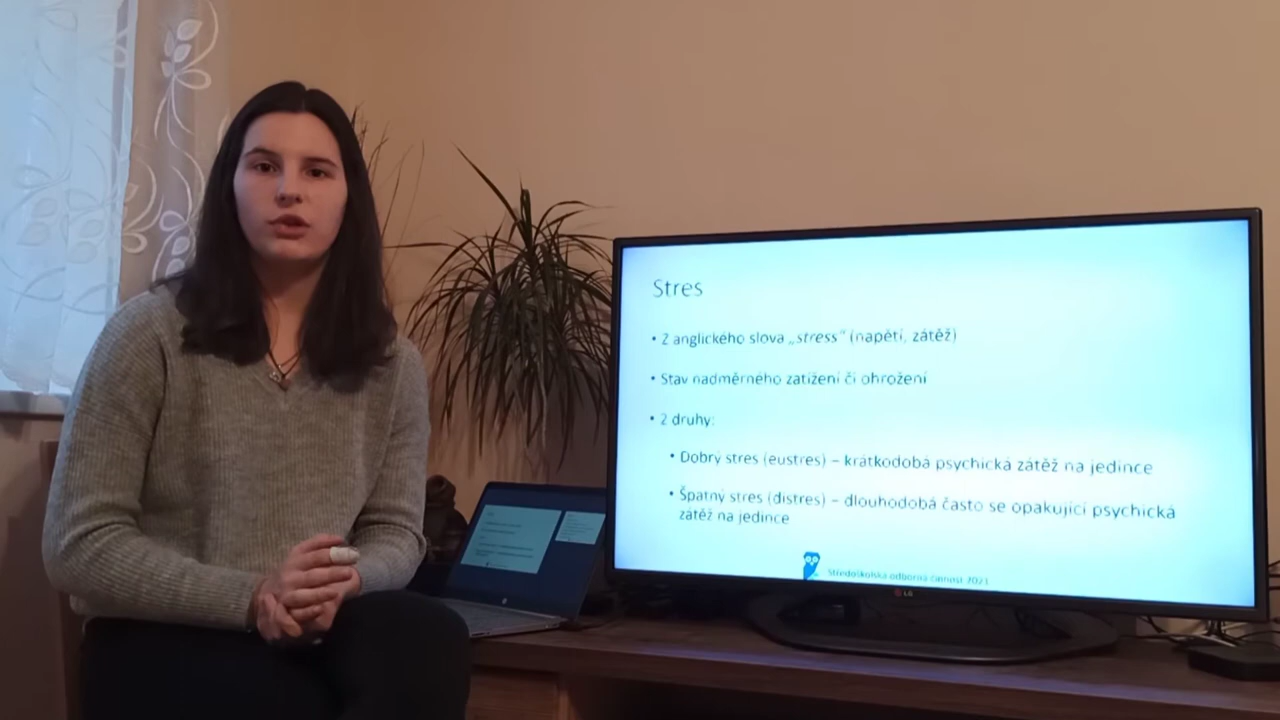 Stres
• Z anglického slova „stress" (napětí, zátěž)
• Stav nadměrného zatížení či ohrožení
• 2 druhy:
• Dobrý stres (eustres) – krátkodobá psychická zátěž na jedince
• Špatný stres (distres) – dlouhodobá často se opakující psychická
zátěž na jedince
Středoškolská odborná činnost 2021
LG